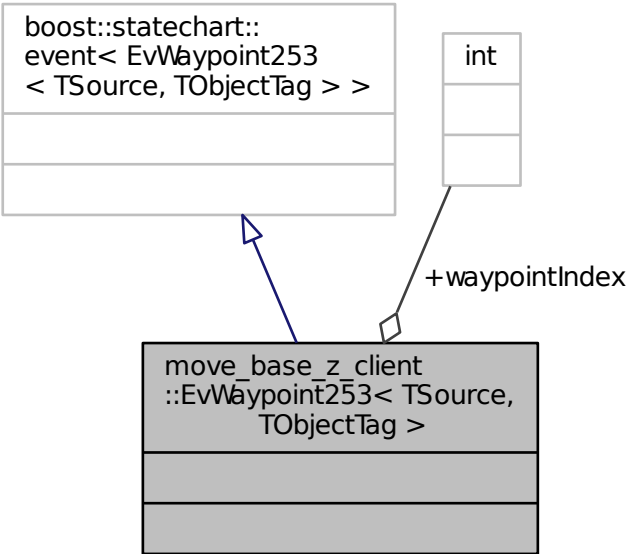 boost::statechart::
event< EvWaypoint253
< TSource, TObjectTag > >
int
+waypointIndex
move_base_z_client
::EvWaypoint253< TSource,
TObjectTag >